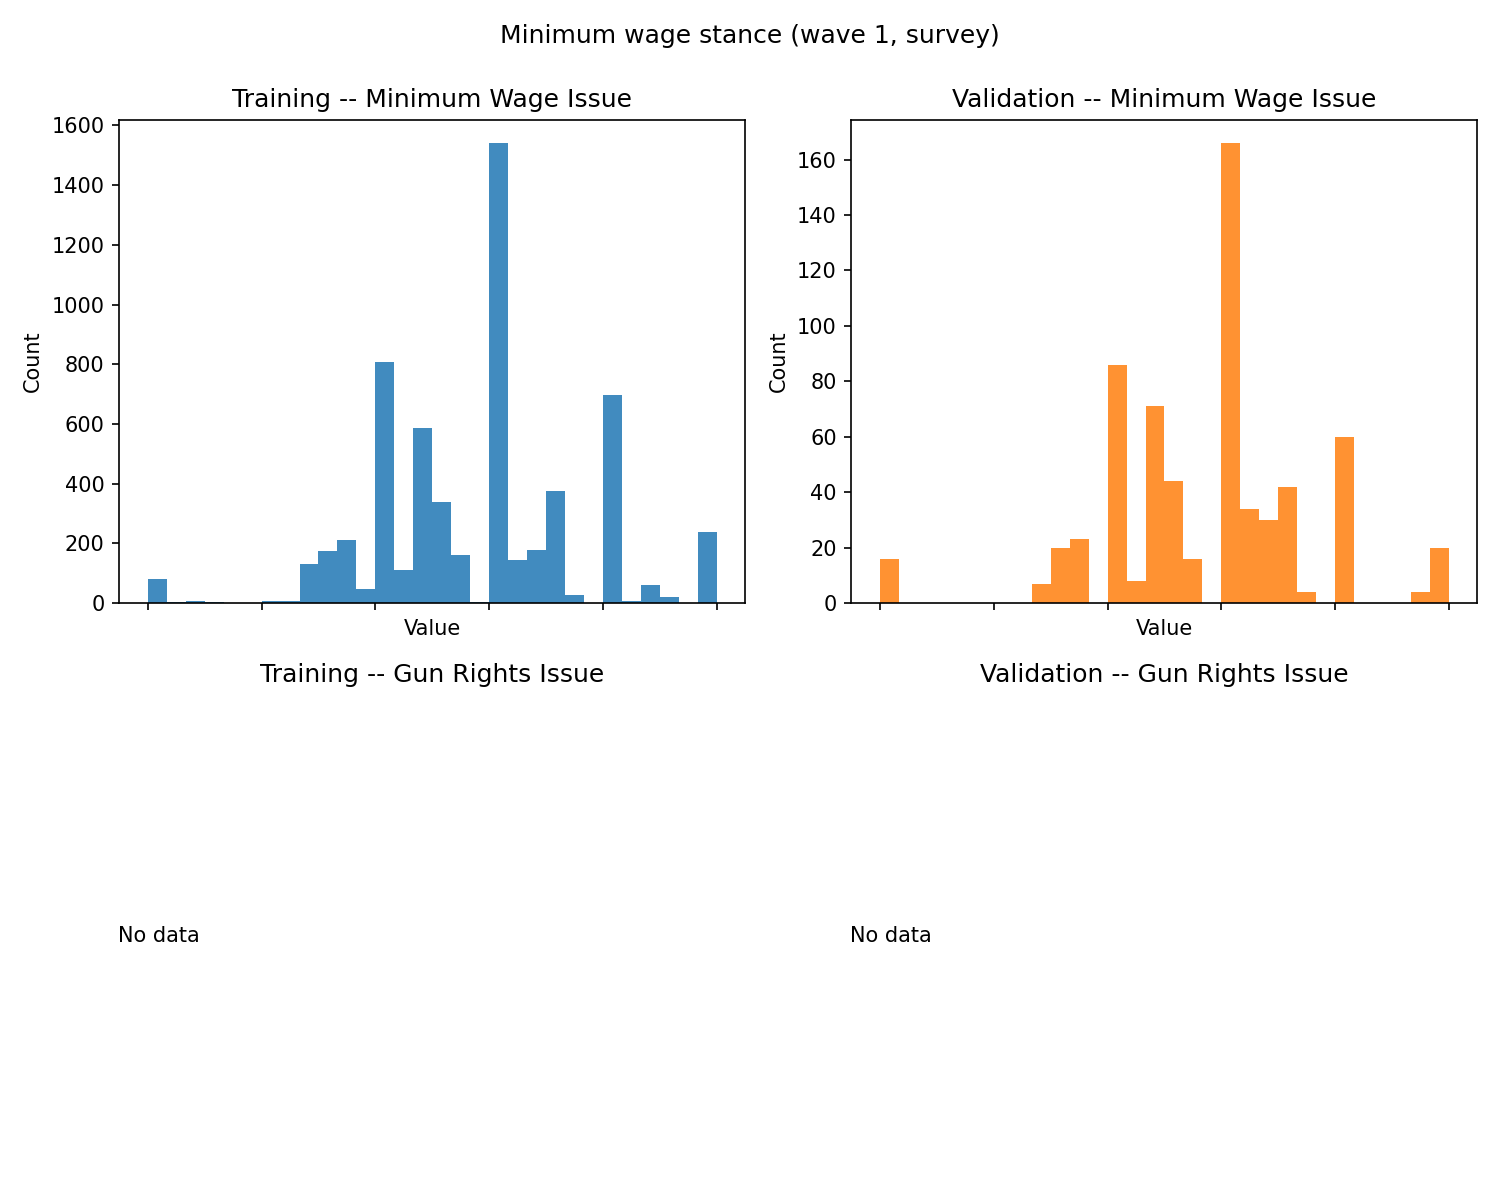 Minimum wage stance (wave 1, survey)
Training -- Minimum Wage Issue
1600
1400
1200
1000
800
600
400
200
0
Count
Value
Validation -- Minimum Wage Issue
160
140
120
100
80
60
40
20
0
Count
Value
Training -- Gun Rights Issue
No data
Validation -- Gun Rights Issue
No data